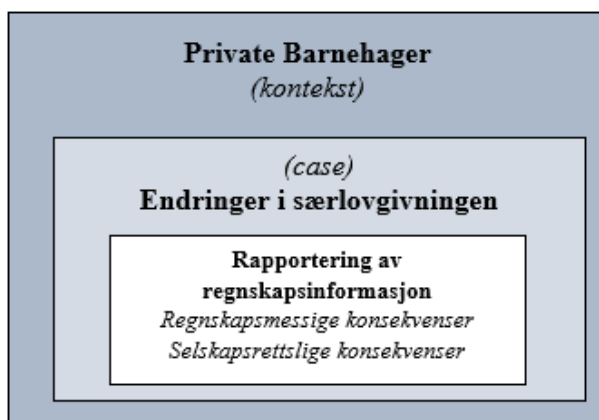 Private Barnehager
(kontekst)
(case)
Endringer i særlovgivningen
Rapportering av
regnskapsinformasjon
Regnskapsmessige konsekvenser
Selskapsrettslige konsekvenser